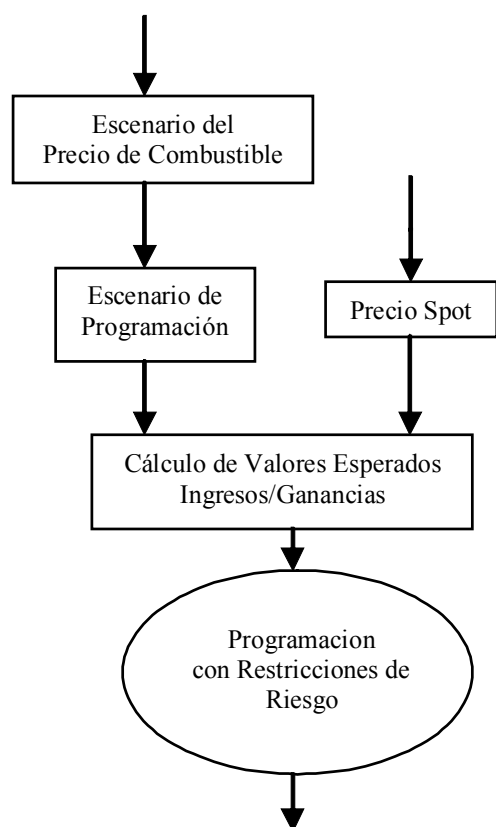 Escenario del
Precio de Combustible
Escenario de
Programación
Precio Spot
Cálculo de Valores Esperados
Ingresos/Ganancias
Programacion
con Restricciones de
Riesgo